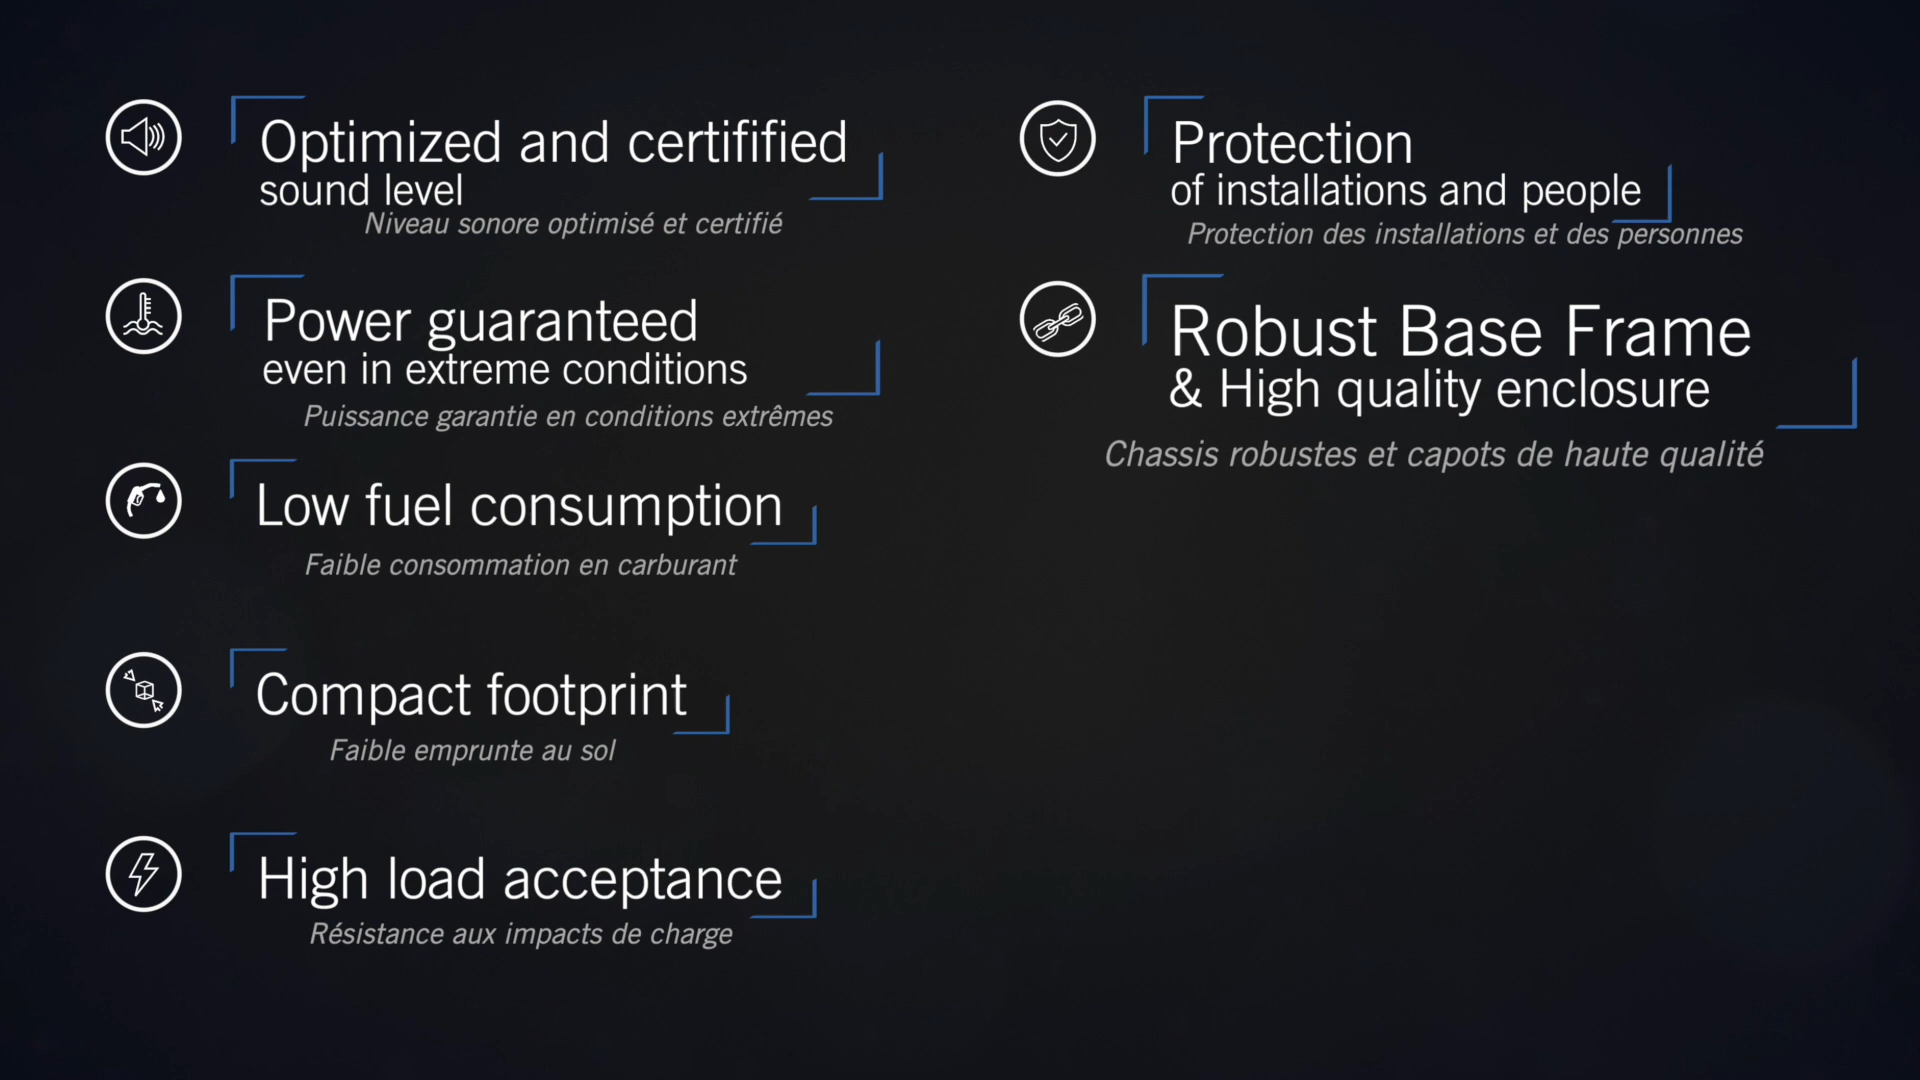 Optimized and certifified
sound level
Niveau sonore optimisé et certifié
Power guaranteed
even in extreme conditions
Puissance garantie en conditions extrêmes
Low fuel consumption
Faible consommation en carburant
Compact footprint
Faible emprunte au sol
High load acceptance
Résistance aux impacts de charge
Protection
of installations and people
Protection des installations et des personnes
Robust Base Frame
& High quality enclosure
Chassis robustes et capots de haute qualité